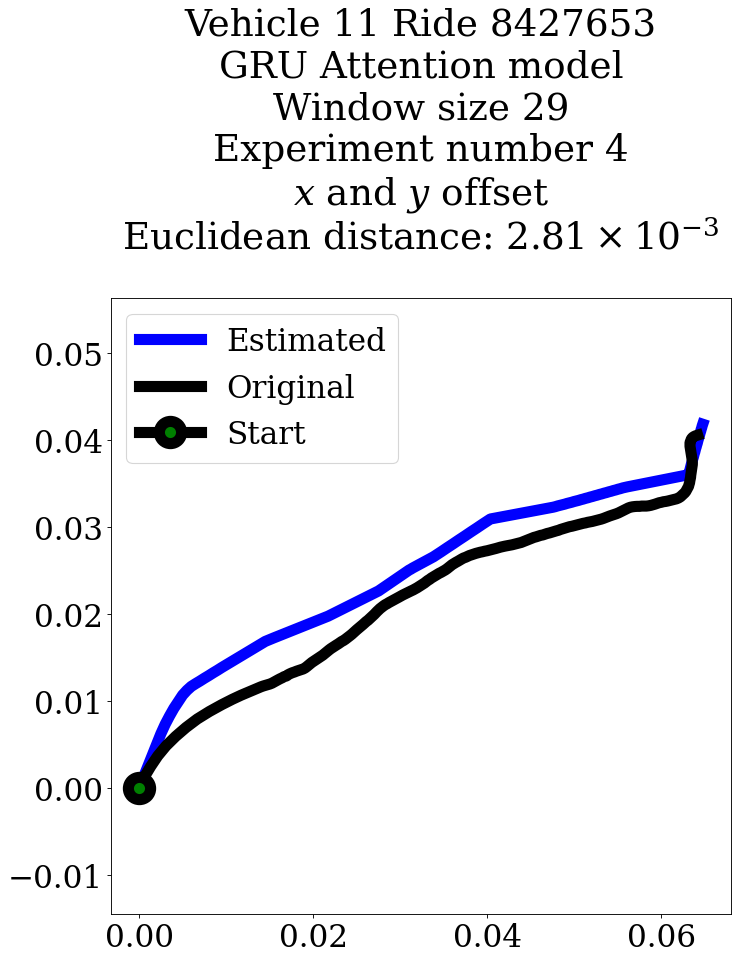 Vehicle 11 Ride 8427653
GRU Attention model
Window size 29
Experiment number 4
x and y offset
Euclidean distance: 2.81 × 10⁻³
Estimated
Original
Start
0.05
0.04
0.03
0.02
0.01
0.00
−0.01
0.00 0.02 0.04 0.06